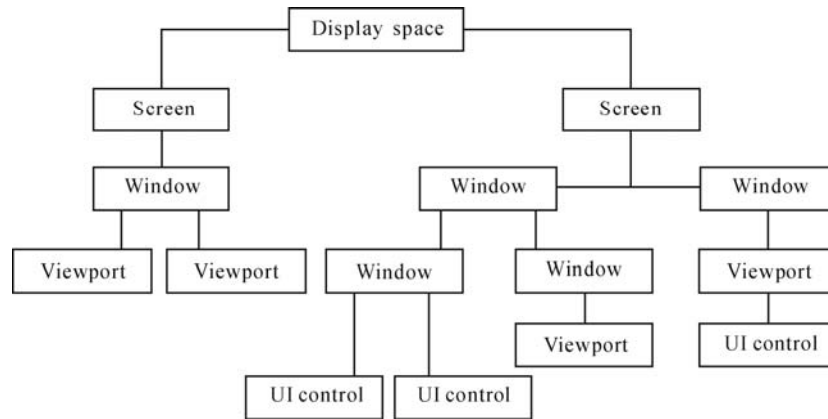 Display space
Screen
Screen
Window
Window
Window
Viewport
Viewport
Window
Window
Viewport
Viewport
UI control
UI control
UI control